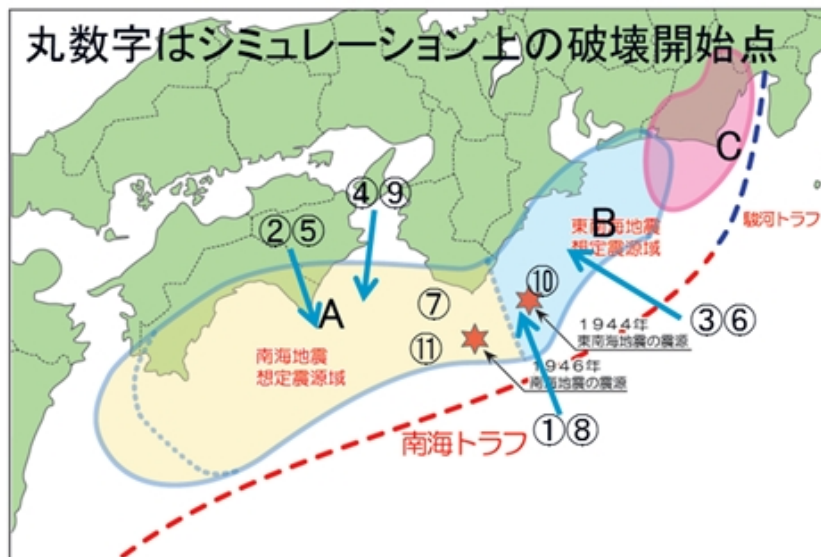 丸数字はシミュレーション上の破壊開始点
C
④⑨
B
駿河トラフ
東南海地震
想定震源域
②⑤
⑩
⑦
A
③⑥
1944年
東南海地震の震源
⑪
南海地震
想定震源域
1946年
南海地震の震源
①⑧
南海トラフ